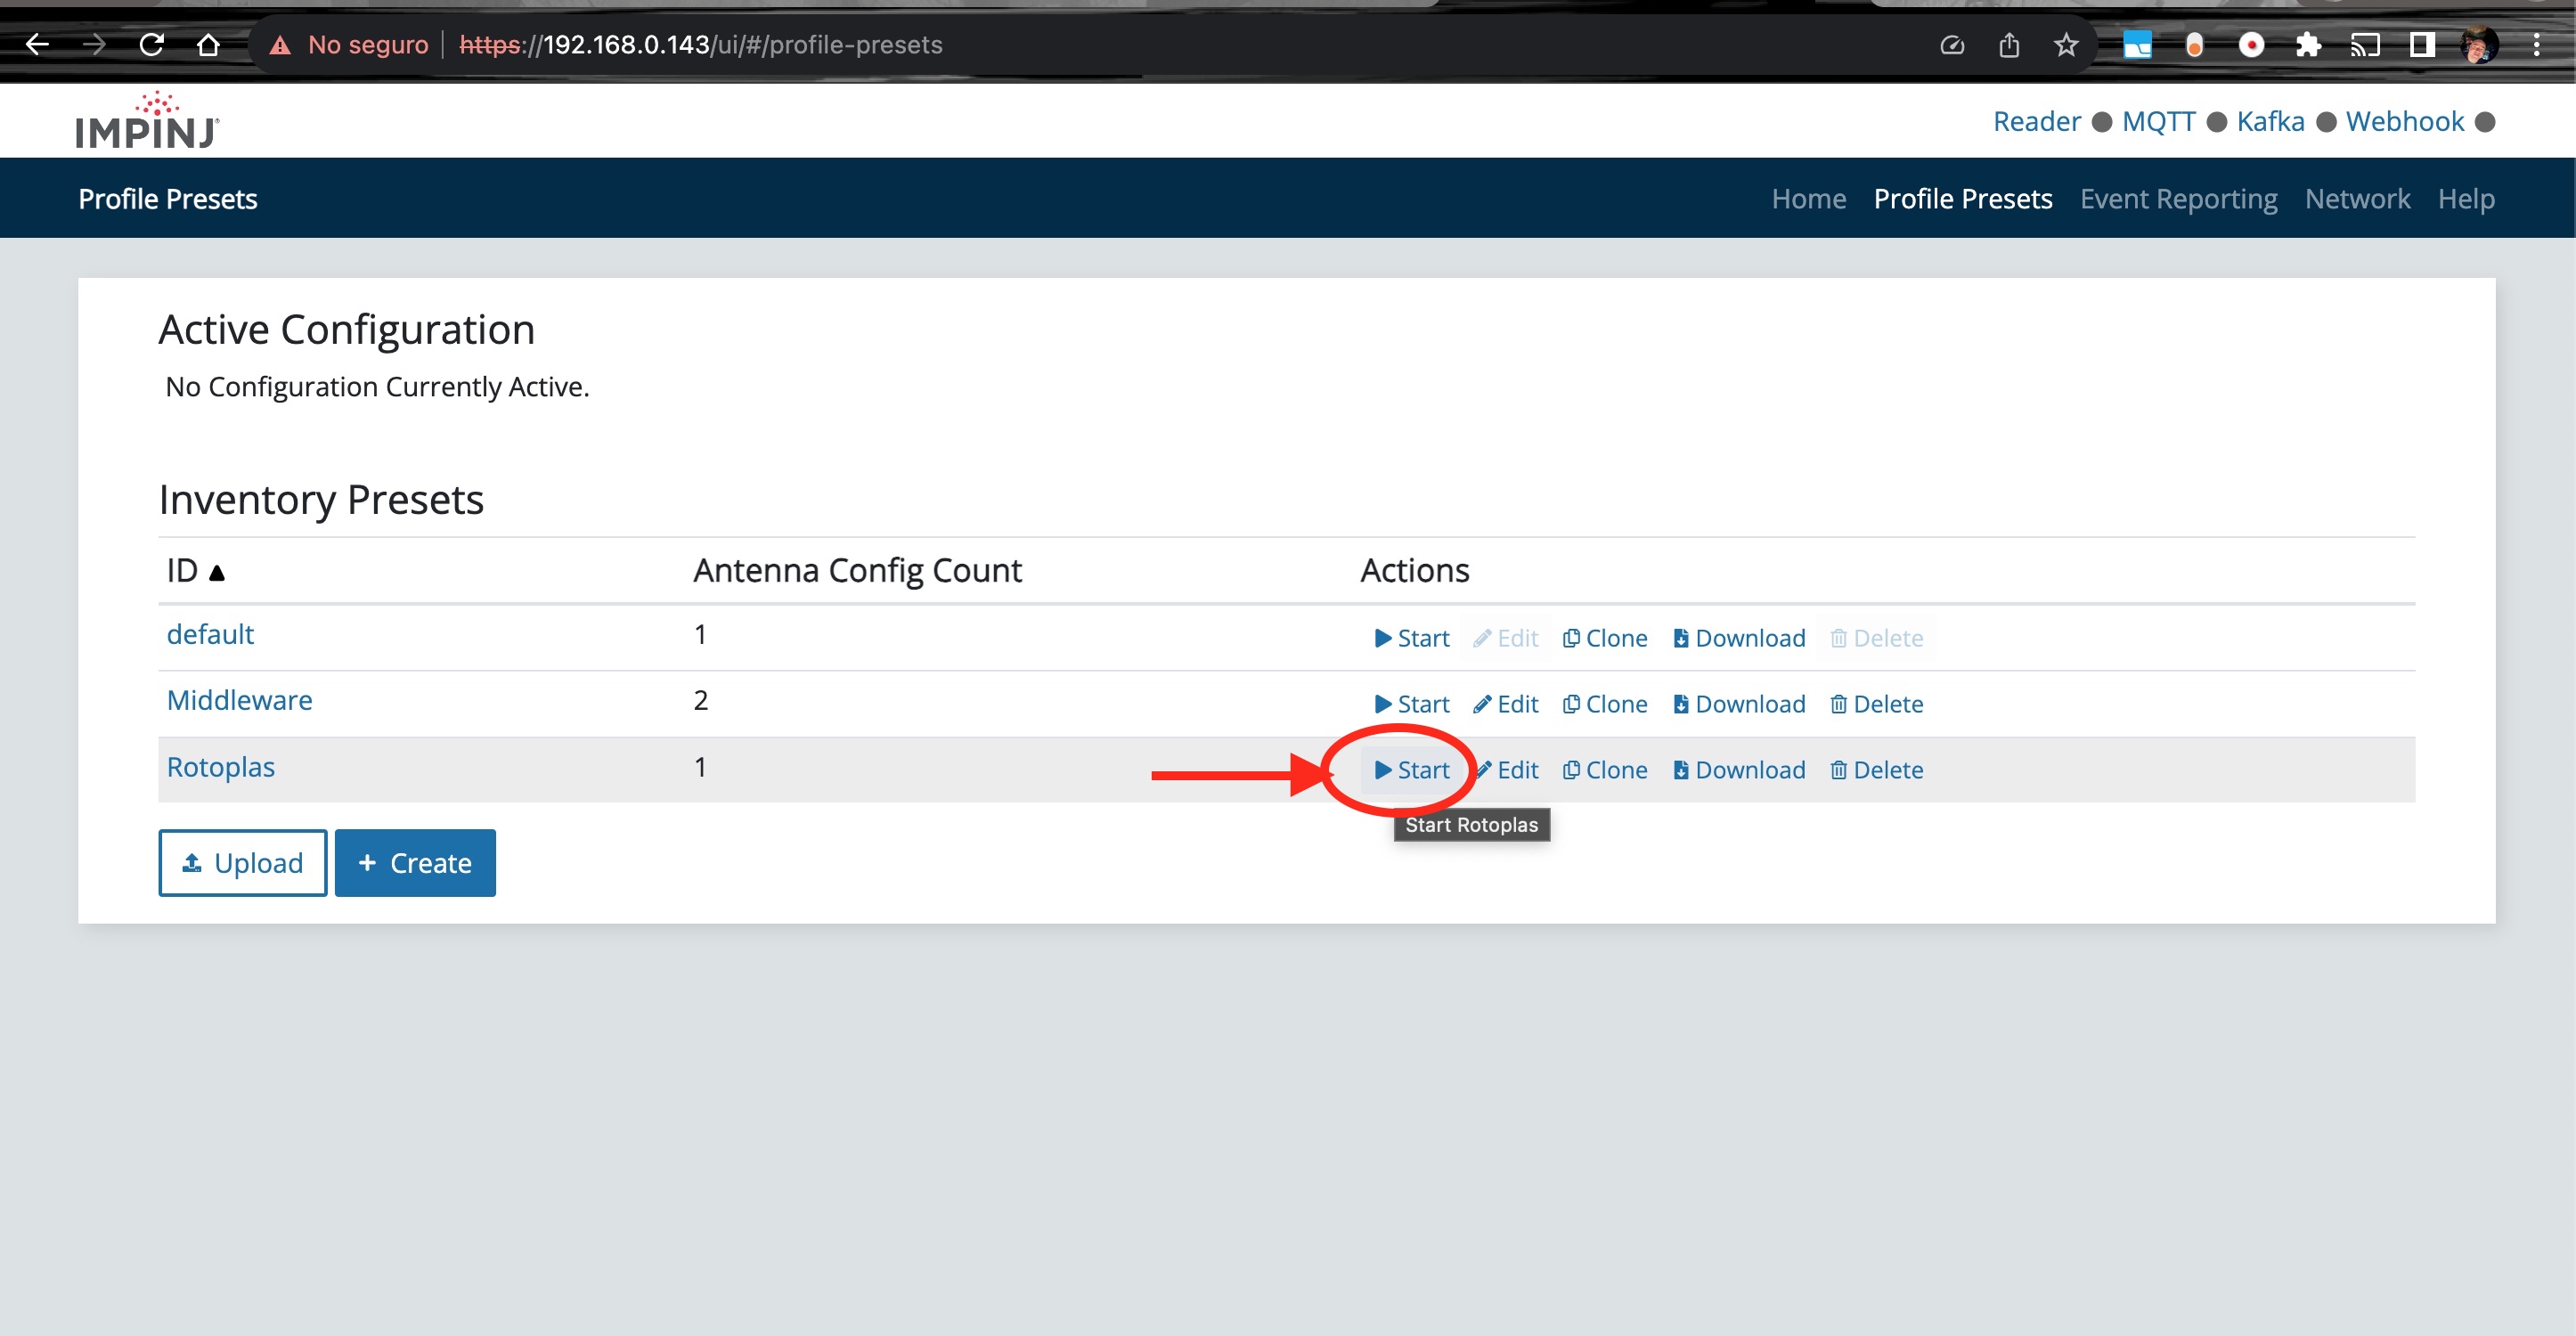 No seguro https://192.168.0.143/ui/#/profile-presets
IMPINJ
Reader MQTT Kafka Webhook
Profile Presets
Home Profile Presets Event Reporting Network Help
Active Configuration
No Configuration Currently Active.
Inventory Presets
ID Antenna Config Count Actions
default 1 Start Edit Clone Download Delete
Middleware 2 Start Edit Clone Download Delete
Rotoplas 1 Start Edit Clone Download Delete
Start Rotoplas
Upload + Create